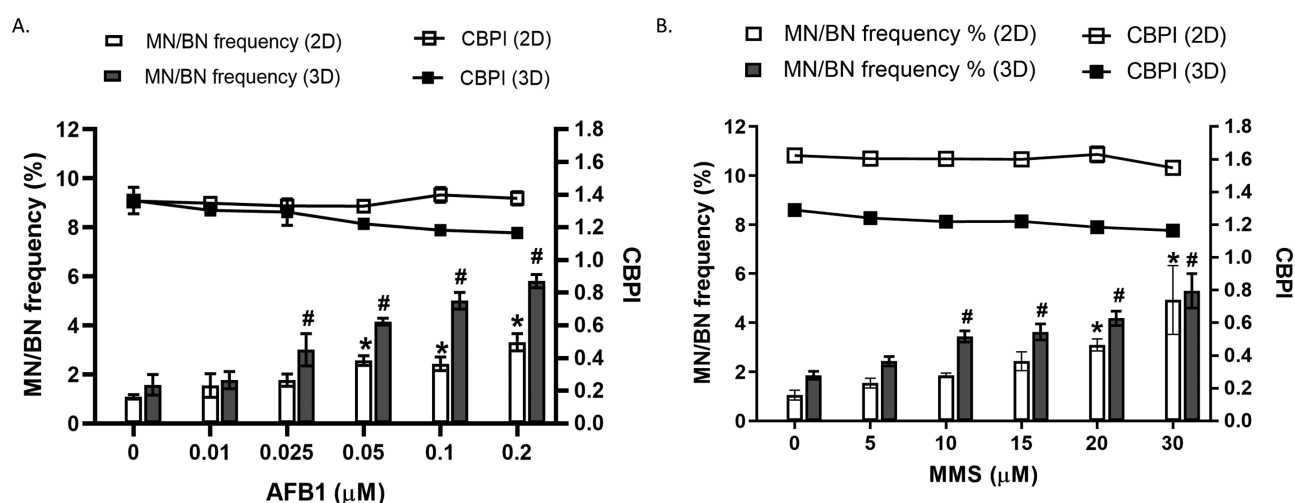 A.
MN/BN frequency (2D) CBPI (2D)
MN/BN frequency (3D) CBPI (3D)
MN/BN frequency (%)
12
10
8
6
4
2
0
1.8
1.6
1.4
1.2
1.0
0.8
0.6
0.4
0.2
0.0
CBPI
# # # #
* * *
0 0.01 0.025 0.05 0.1 0.2
AFB1 (μM)
B.
MN/BN frequency % (2D) CBPI (2D)
MN/BN frequency % (3D) CBPI (3D)
MN/BN frequency (%)
12
10
8
6
4
2
0
1.8
1.6
1.4
1.2
1.0
0.8
0.6
0.4
0.2
0.0
CBPI
# # # #
* *
0 5 10 15 20 30
MMS (μM)